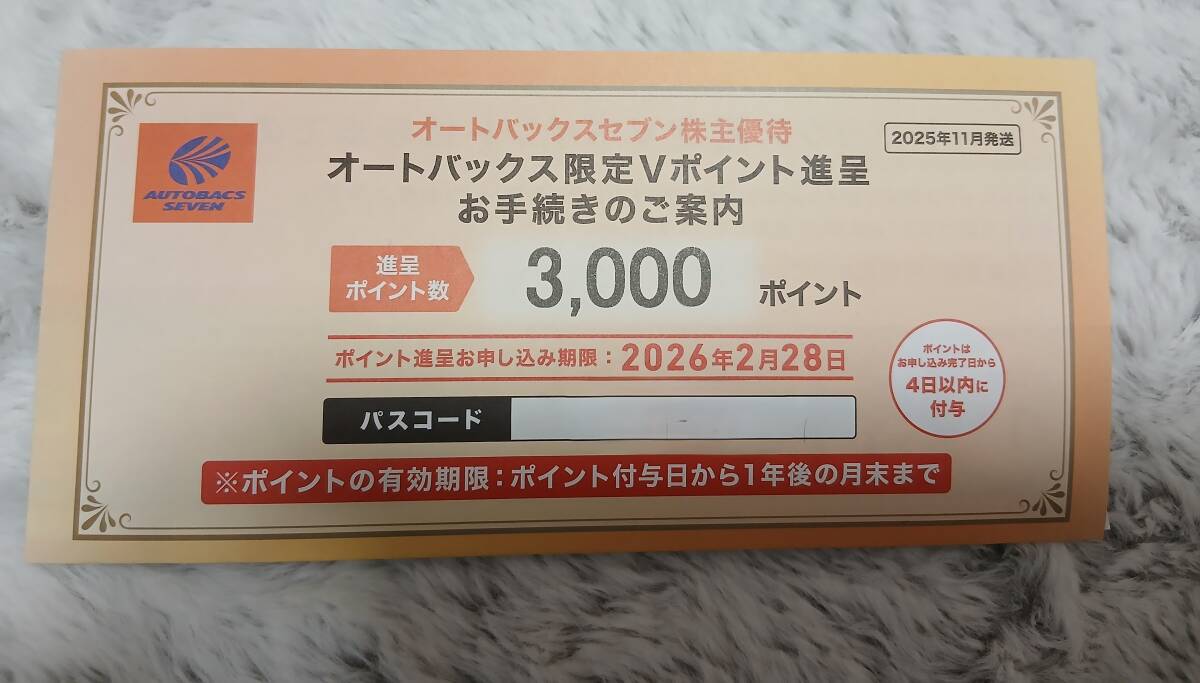 オートバックスセブン株主優待
2025年11月発送
AUTOBACS
SEVEN
オートバックス限定Vポイント進呈
お手続きのご案内
進呈
ポイント数
3,000 ポイント
ポイント進呈お申し込み期限：2026年2月28日
ポイントは
お申し込み完了日から
4日以内に
付与
パスコード
※ポイントの有効期限：ポイント付与日から1年後の月末まで